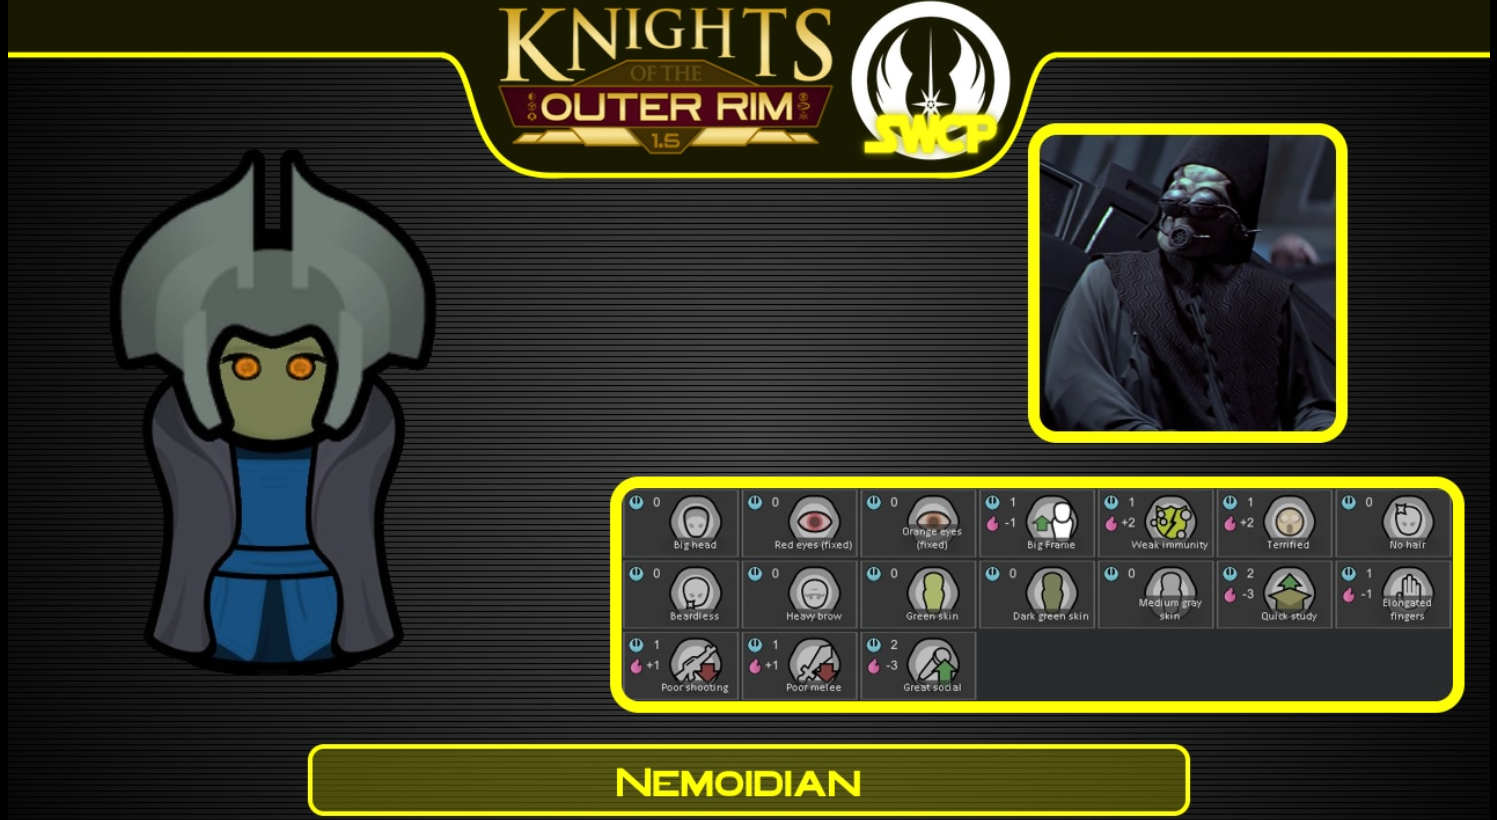 KNIGHTS
OF THE
OUTER RIM
1.5
SWCP
0
Big head
0
Red eyes (fixed)
0
Orange eyes
(fixed)
1
-1
Big Frame
1
+2
Weak immunity
1
+2
Terrified
0
No hair
0
Beardless
0
Heavy brow
0
Green skin
0
Dark green skin
0
Medium gray
skin
2
-3
Quick study
1
-1
Elongated
fingers
1
+1
Poor shooting
1
+1
Poor melee
2
-3
Great social
NEMOIDIAN